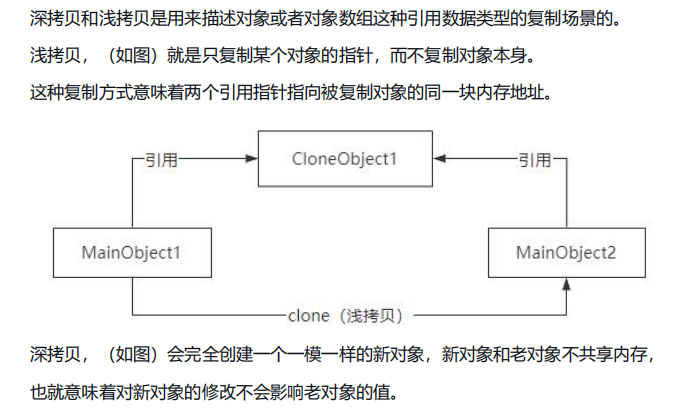 深拷贝和浅拷贝是用来描述对象或者对象数组这种引用数据类型的复制场景的。
浅拷贝，（如图）就是只复制某个对象的指针，而不复制对象本身。
这种复制方式意味着两个引用指针指向被复制对象的同一块内存地址。
引用
CloneObject1
引用
MainObject1
MainObject2
clone（浅拷贝）
深拷贝，（如图）会完全创建一个一模一样的新对象，新对象和老对象不共享内存，
也就意味着对新对象的修改不会影响老对象的值。